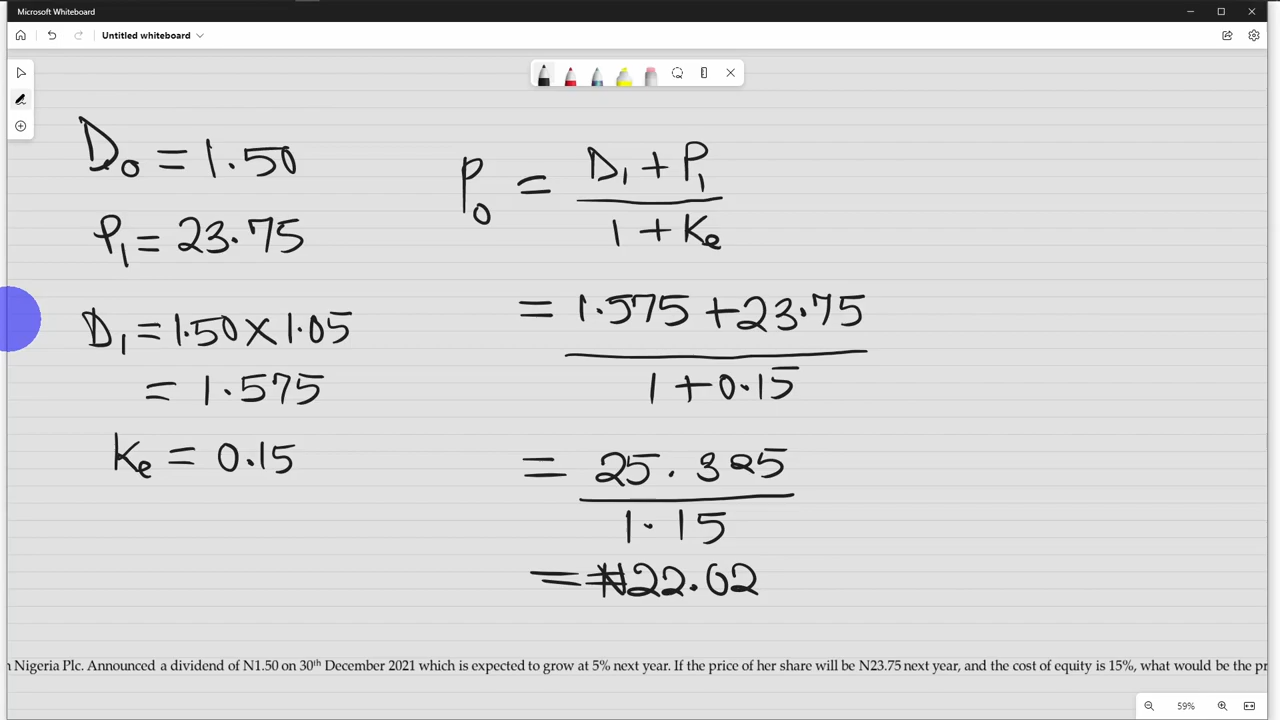 Microsoft Whiteboard
Untitled whiteboard
D₀ = 1.50
P₁ = 23.75
D₁ = 1.50 × 1.05
= 1.575
Ke = 0.15
P₀ = (D₁ + P₁) / (1 + Ke)
= (1.575 + 23.75) / (1 + 0.15)
= 25.325 / 1.15
= ₦22.02
Nigeria Plc. Announced a dividend of N1.50 on 30th December 2021 which is expected to grow at 5% next year. If the price of her share will be N23.75 next year, and the cost of equity is 15%, what would be the
59%